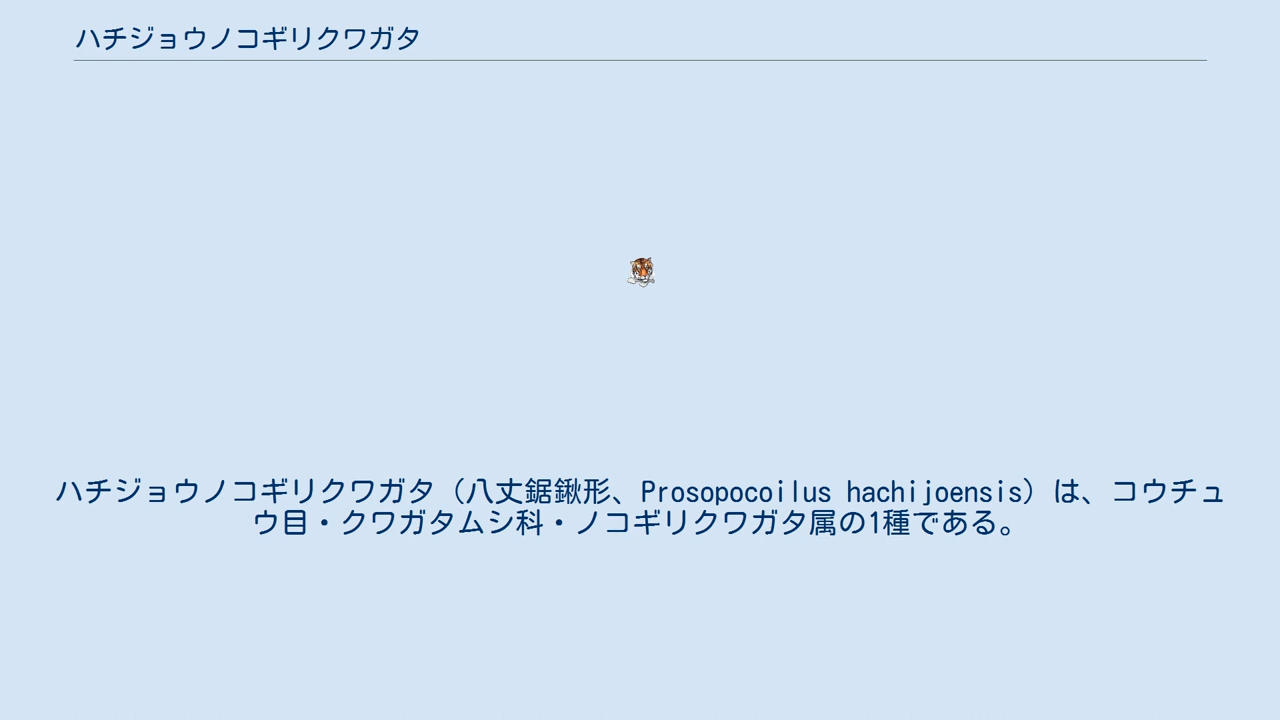 ハチジョウノコギリクワガタ
ハチジョウノコギリクワガタ（八丈鋸鍬形、Prosopocoilus hachijoensis）は、コウチュ
ウ目・クワガタムシ科・ノコギリクワガタ属の1種である。